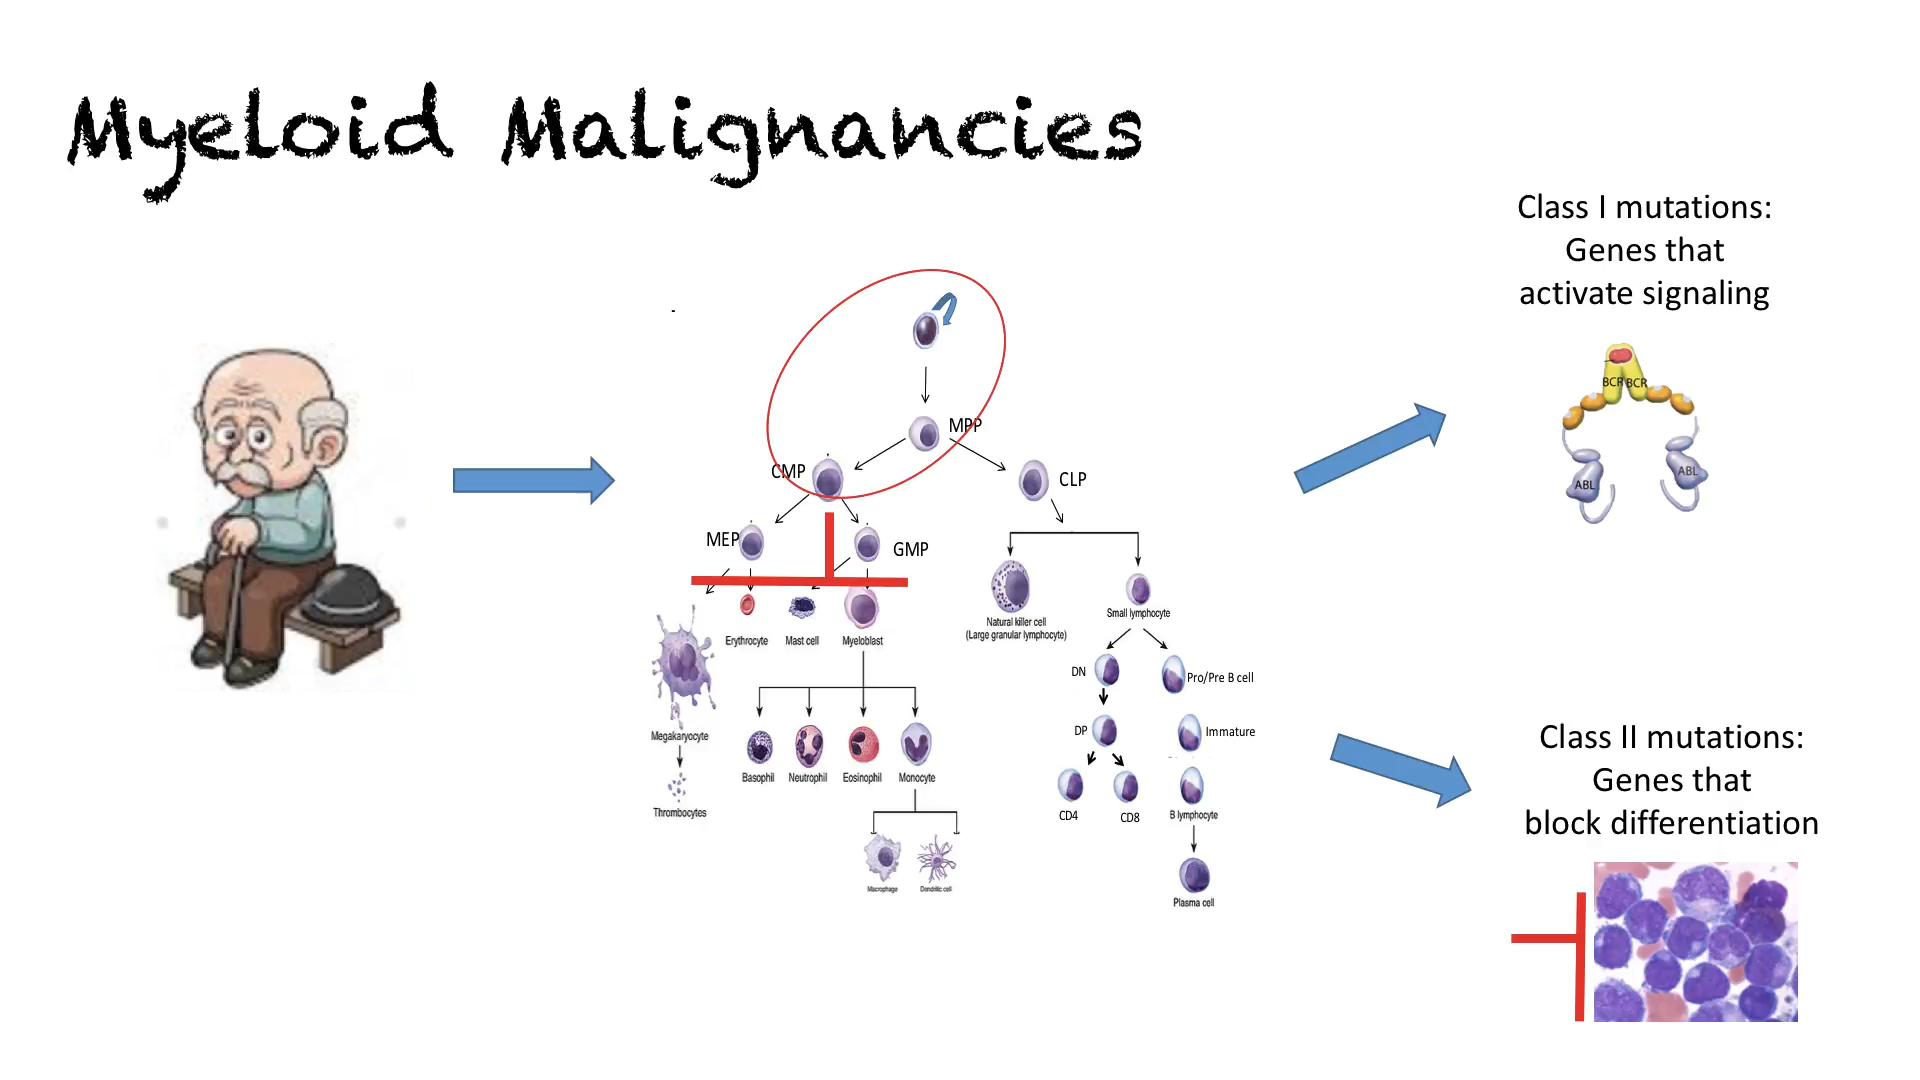 Myeloid Malignancies
Class I mutations:
Genes that
activate signaling
BCR BCR
ABL
ABL
MPP
CMP
CLP
MEP
GMP
Erythrocyte
Mast cell
Myeloblast
Natural killer cell
(Large granular lymphocyte)
Small lymphocyte
DN
Pro/Pre B cell
Megakaryocyte
DP
Immature
Basophil
Neutrophil
Eosinophil
Monocyte
Thrombocytes
CD4
CD8
B lymphocyte
Macrophage
Dendritic cell
Plasma cell
Class II mutations:
Genes that
block differentiation